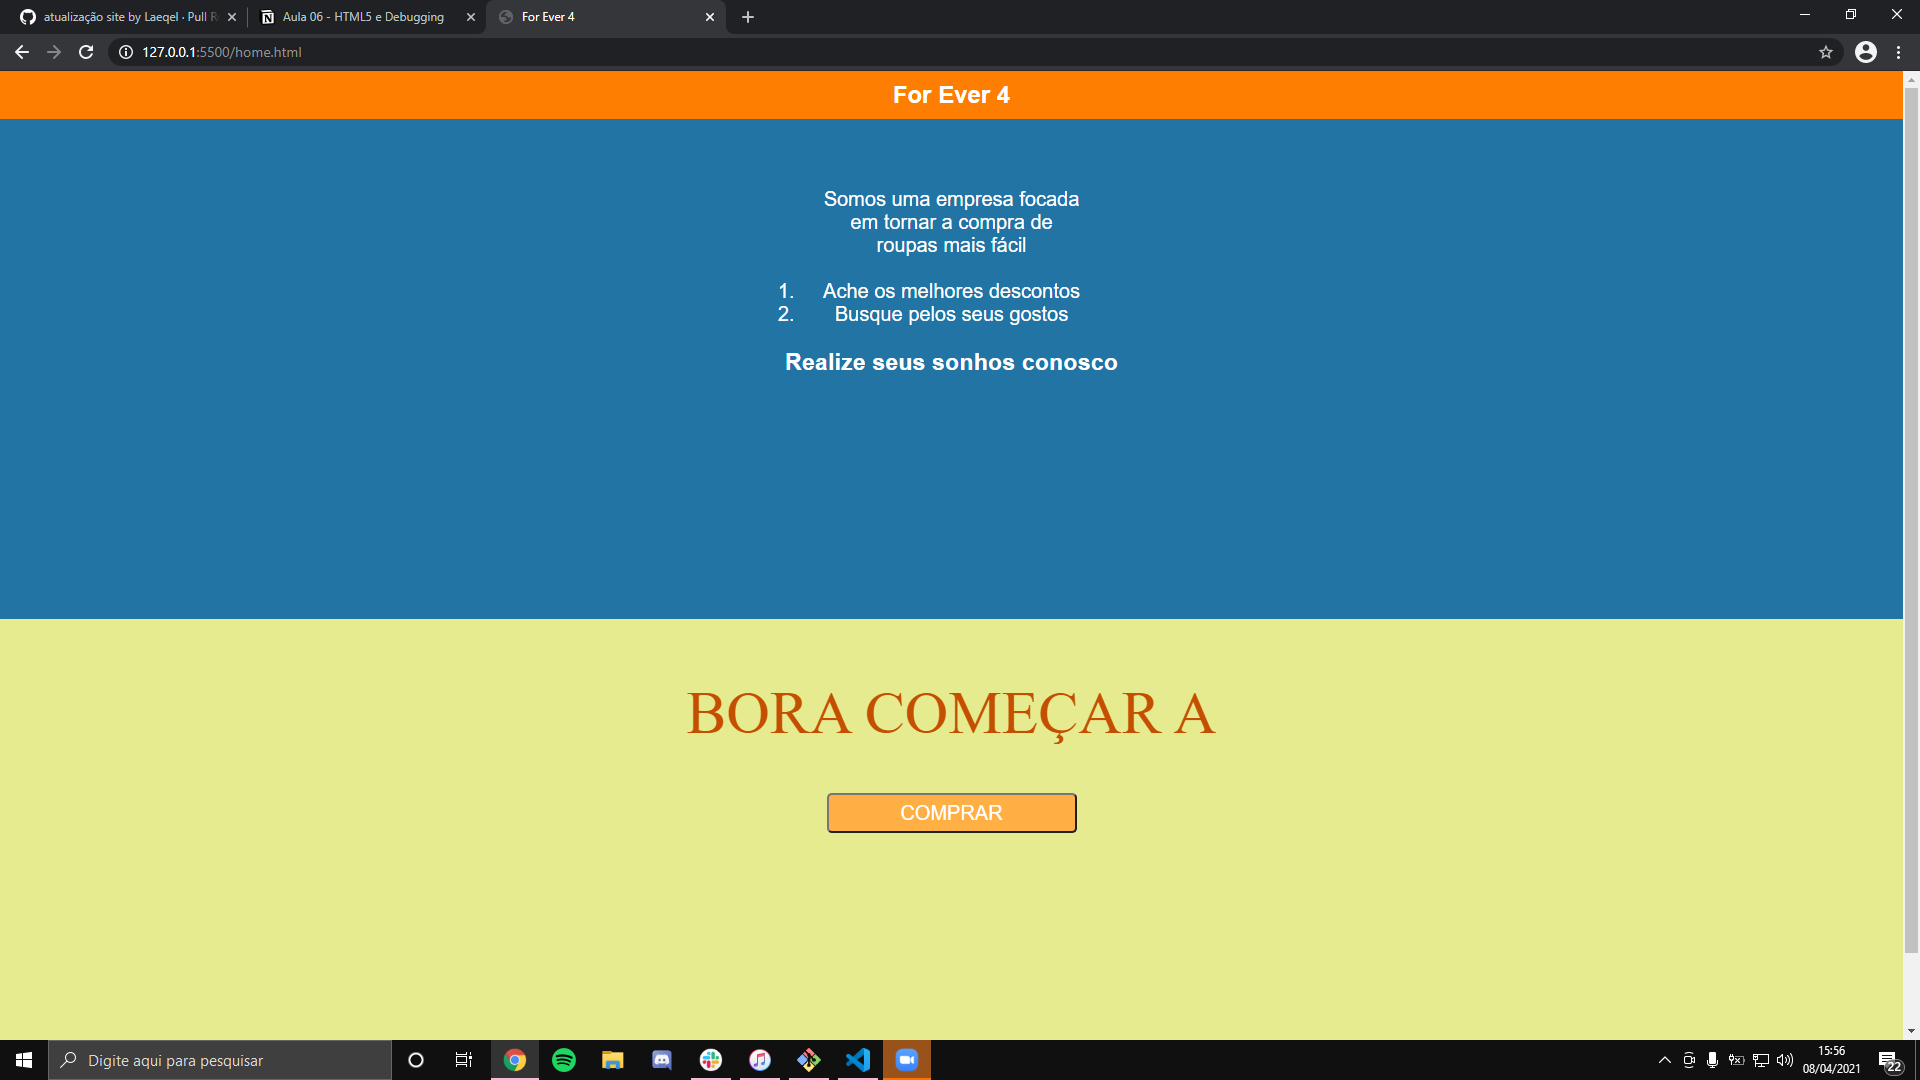 atualização site by Laeqel · Pull R
Aula 06 - HTML5 e Debugging
For Ever 4
127.0.0.1:5500/home.html
For Ever 4
Somos uma empresa focada
em tornar a compra de
roupas mais fácil
1. Ache os melhores descontos
2. Busque pelos seus gostos
Realize seus sonhos conosco
BORA COMEÇAR A
COMPRAR
Digite aqui para pesquisar
15:56
08/04/2021
22